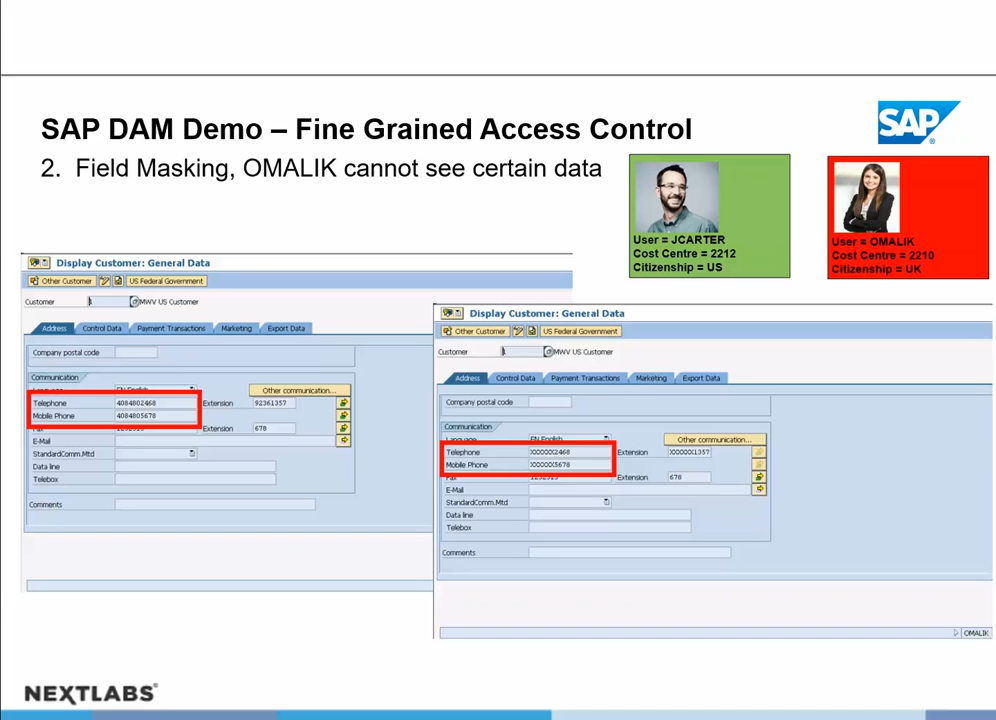 SAP DAM Demo – Fine Grained Access Control
SAP
2. Field Masking, OMALIK cannot see certain data
User = JCARTER
Cost Centre = 2212
Citizenship = US
User = OMALIK
Cost Centre = 2210
Citizenship = UK
Display Customer: General Data
Other Customer US Federal Government
Customer MWV US Customer
Address Control Data Payment Transactions Marketing Export Data
Company postal code
Communication
Language EN English Other communication...
Telephone 4084802468 Extension 92361357
Mobile Phone 4084805678
Fax Extension 678
E-Mail
StandardComm.Mtd
Data line
Telebox
Comments
Display Customer: General Data
Other Customer US Federal Government
Customer MWV US Customer
Address Control Data Payment Transactions Marketing Export Data
Company postal code
Communication
Language EN English Other communication...
Telephone XXXXXX2468 Extension XXXXXX1357
Mobile Phone XXXXXX5678
Fax Extension 678
E-Mail
StandardComm.Mtd
Data line
Telebox
Comments
OMALIK
NEXTLABS®